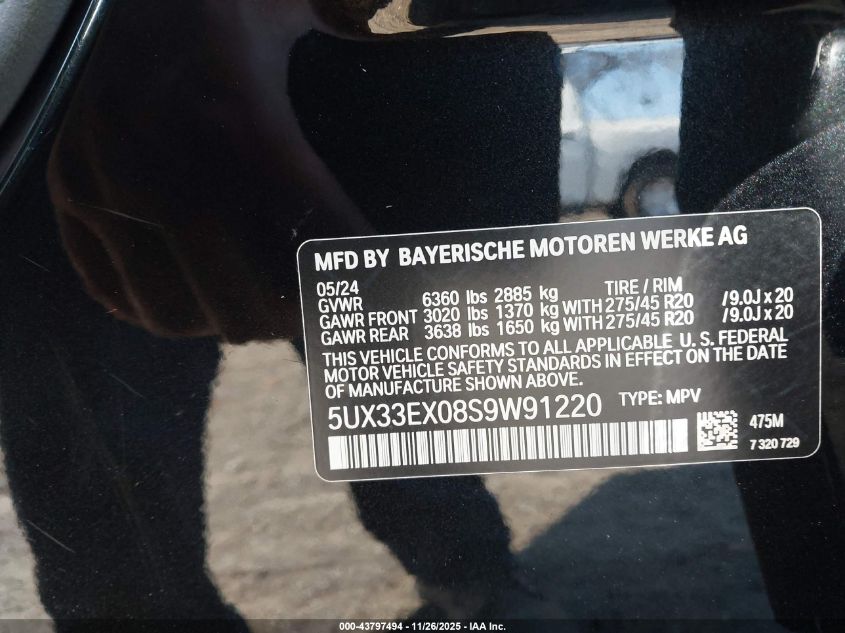 MFD BY BAYERISCHE MOTOREN WERKE AG
05/24 TIRE / RIM
GVWR 6360 lbs 2885 kg
GAWR FRONT 3020 lbs 1370 kg WITH 275/45 R20 /9.0J x 20
GAWR REAR 3638 lbs 1650 kg WITH 275/45 R20 /9.0J x 20
THIS VEHICLE CONFORMS TO ALL APPLICABLE U. S. FEDERAL
MOTOR VEHICLE SAFETY STANDARDS IN EFFECT ON THE DATE
OF MANUFACTURE SHOWN ABOVE.
5UX33EX08S9W91220 TYPE: MPV
475M
7 320 729
000-43797494 - 11/26/2025 - IAA Inc.